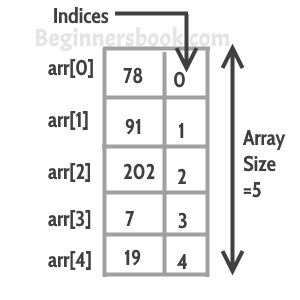 Indices
Beginnersbook.com
arr[0] 78 0
arr[1] 91 1
arr[2] 202 2
arr[3] 7 3
arr[4] 19 4
Array
Size
=5